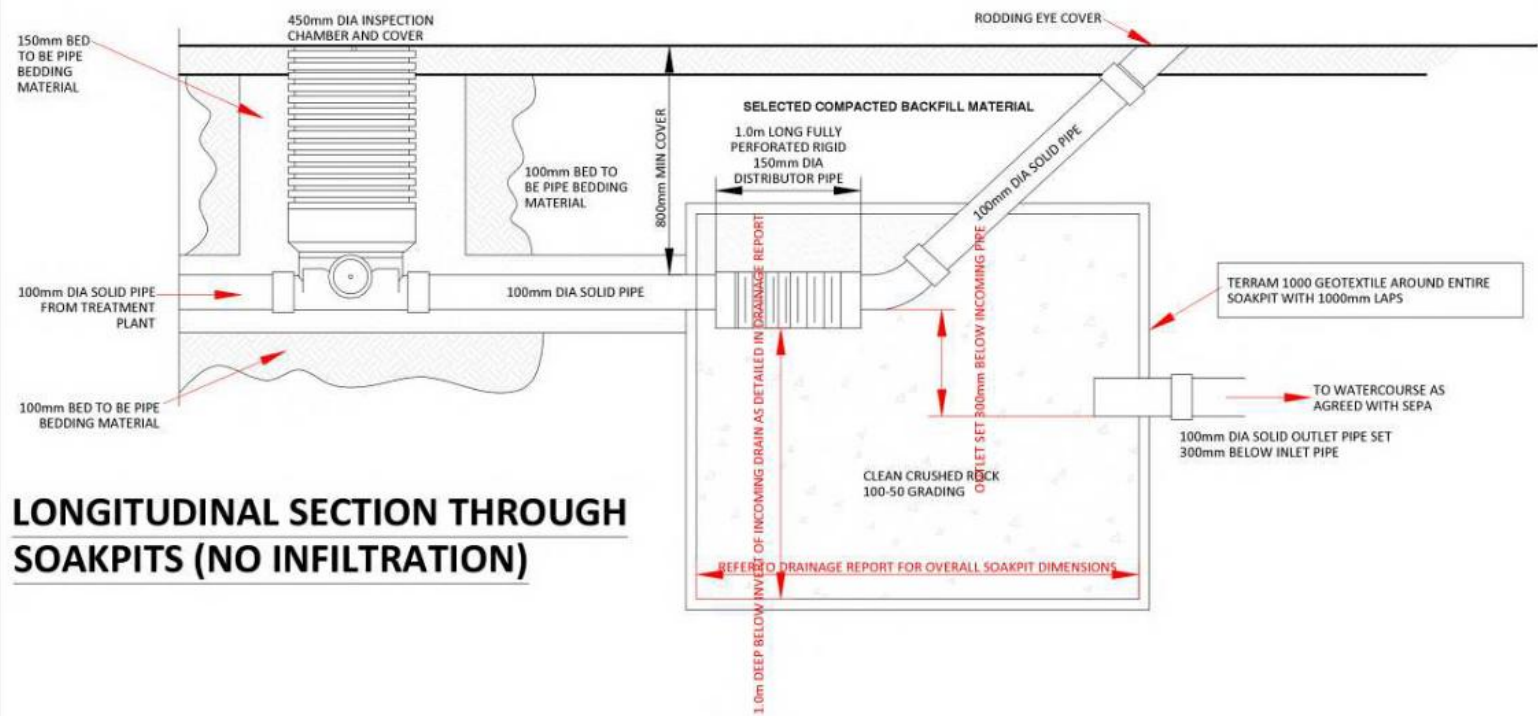 150mm BED
TO BE PIPE
BEDDING
MATERIAL
450mm DIA INSPECTION
CHAMBER AND COVER
RODDING EYE COVER
SELECTED COMPACTED BACKFILL MATERIAL
1.0m LONG FULLY
PERFORATED RIGID
150mm DIA
DISTRIBUTOR PIPE
800mm MIN COVER
100mm BED TO
BE PIPE BEDDING
MATERIAL
100mm DIA SOLID PIPE
100mm DIA SOLID PIPE
FROM TREATMENT
PLANT
100mm DIA SOLID PIPE
TERRAM 1000 GEOTEXTILE AROUND ENTIRE
SOAKPIT WITH 1000mm LAPS
1.0m DEEP BELOW INVERT OF INCOMING DRAIN AS DETAILED IN DRAINAGE REPORT
OUTLET SET 300mm BELOW INCOMING PIPE
TO WATERCOURSE AS
AGREED WITH SEPA
100mm DIA SOLID OUTLET PIPE SET
300mm BELOW INLET PIPE
100mm BED TO BE PIPE
BEDDING MATERIAL
CLEAN CRUSHED ROCK
100-50 GRADING
LONGITUDINAL SECTION THROUGH
SOAKPITS (NO INFILTRATION)
REFER TO DRAINAGE REPORT FOR OVERALL SOAKPIT DIMENSIONS